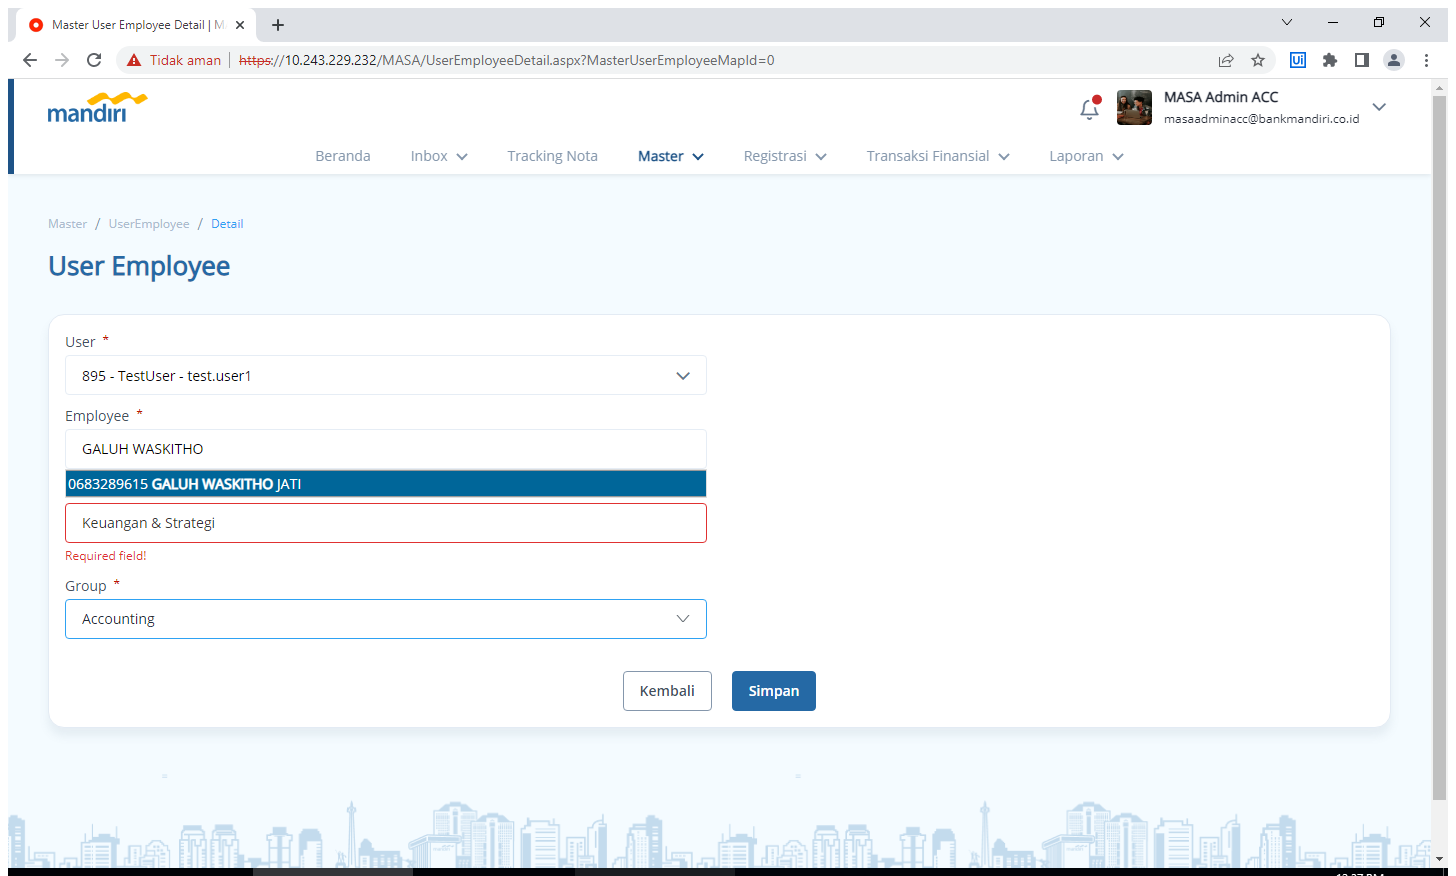 Master User Employee Detail | M
Tidak aman https://10.243.229.232/MASA/UserEmployeeDetail.aspx?MasterUserEmployeeMapId=0
Ui
mandiri
MASA Admin ACC
masaadminacc@bankmandiri.co.id
Beranda Inbox Tracking Nota Master Registrasi Transaksi Finansial Laporan
Master / UserEmployee / Detail
User Employee
User *
895 - TestUser - test.user1
Employee *
GALUH WASKITHO
0683289615 GALUH WASKITHO JATI
Keuangan & Strategi
Required field!
Group *
Accounting
Kembali Simpan